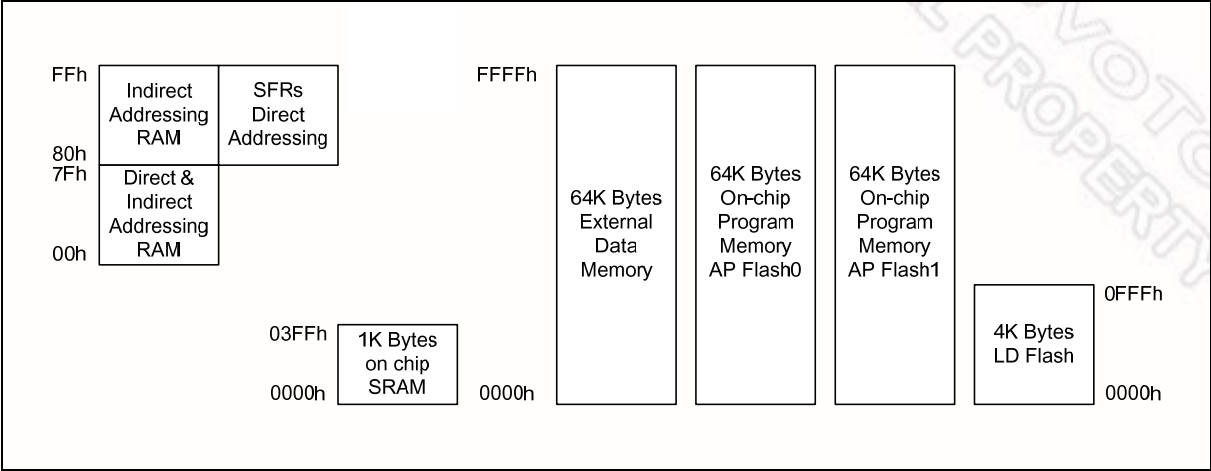 FFh
Indirect
Addressing
RAM
80h
SFRs
Direct
Addressing
7Fh
Direct &
Indirect
Addressing
RAM
00h
03FFh
1K Bytes
on chip
SRAM
0000h
FFFFh
64K Bytes
External
Data
Memory
0000h
64K Bytes
On-chip
Program
Memory
AP Flash0
64K Bytes
On-chip
Program
Memory
AP Flash1
0FFFh
4K Bytes
LD Flash
0000h
PROPERTY